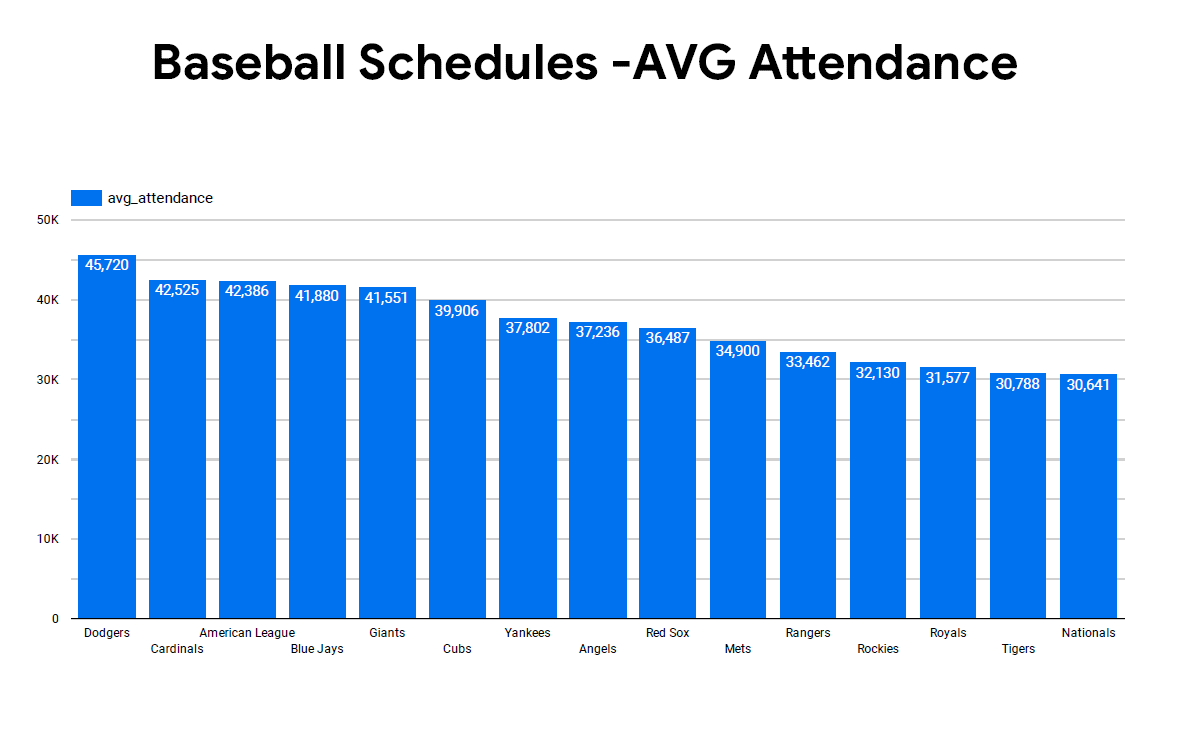 Baseball Schedules -AVG Attendance
avg_attendance
50K
40K
30K
20K
10K
0
45,720
42,525
42,386
41,880
41,551
39,906
37,802
37,236
36,487
34,900
33,462
32,130
31,577
30,788
30,641
Dodgers
Cardinals
American League
Blue Jays
Giants
Cubs
Yankees
Angels
Red Sox
Mets
Rangers
Rockies
Royals
Tigers
Nationals